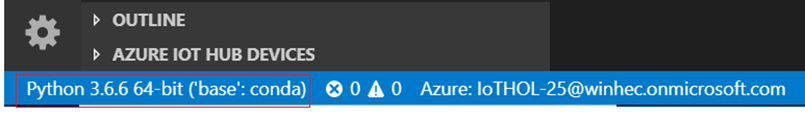 OUTLINE
AZURE IOT HUB DEVICES
Python 3.6.6 64-bit ('base': conda) 0 0 Azure: IoTHOL-25@winhec.onmicrosoft.com